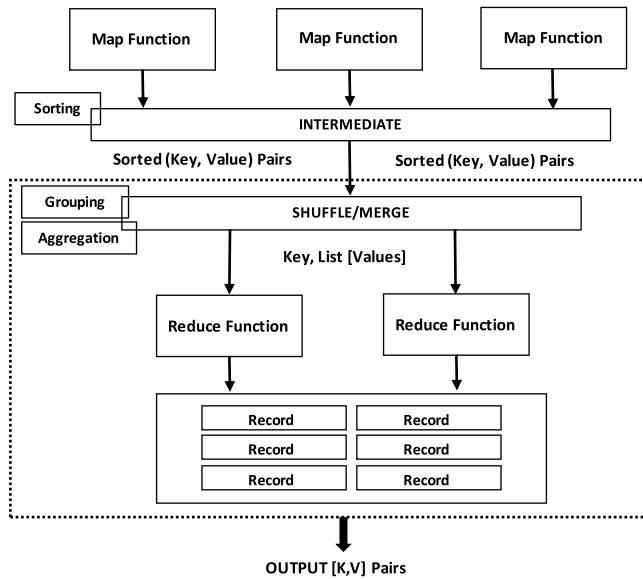 Map Function
Map Function
Map Function
Sorting
INTERMEDIATE
Sorted (Key, Value) Pairs
Sorted (Key, Value) Pairs
Grouping
SHUFFLE/MERGE
Aggregation
Key, List [Values]
Reduce Function
Reduce Function
Record
Record
Record
Record
Record
Record
OUTPUT [K,V] Pairs